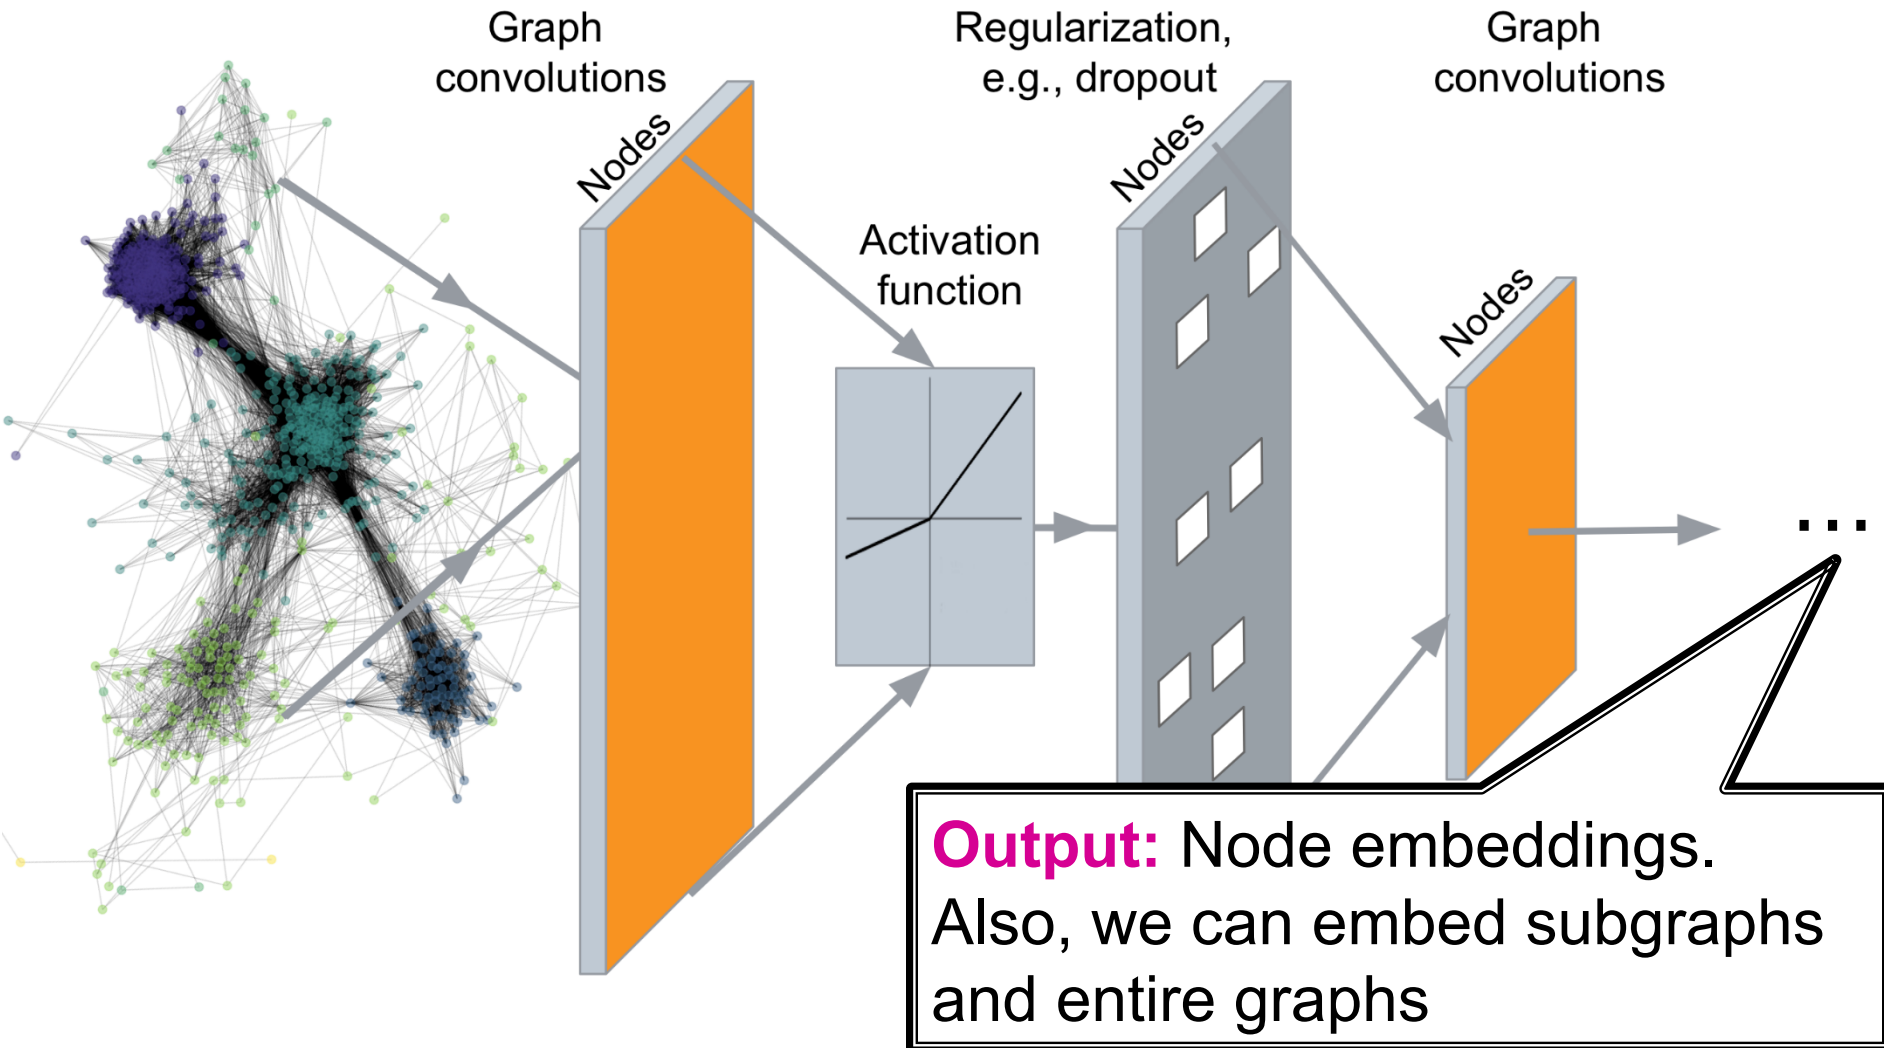 Graph
convolutions
Regularization,
e.g., dropout
Graph
convolutions
Nodes
Nodes
Activation
function
Nodes
...
Output: Node embeddings.
Also, we can embed subgraphs
and entire graphs